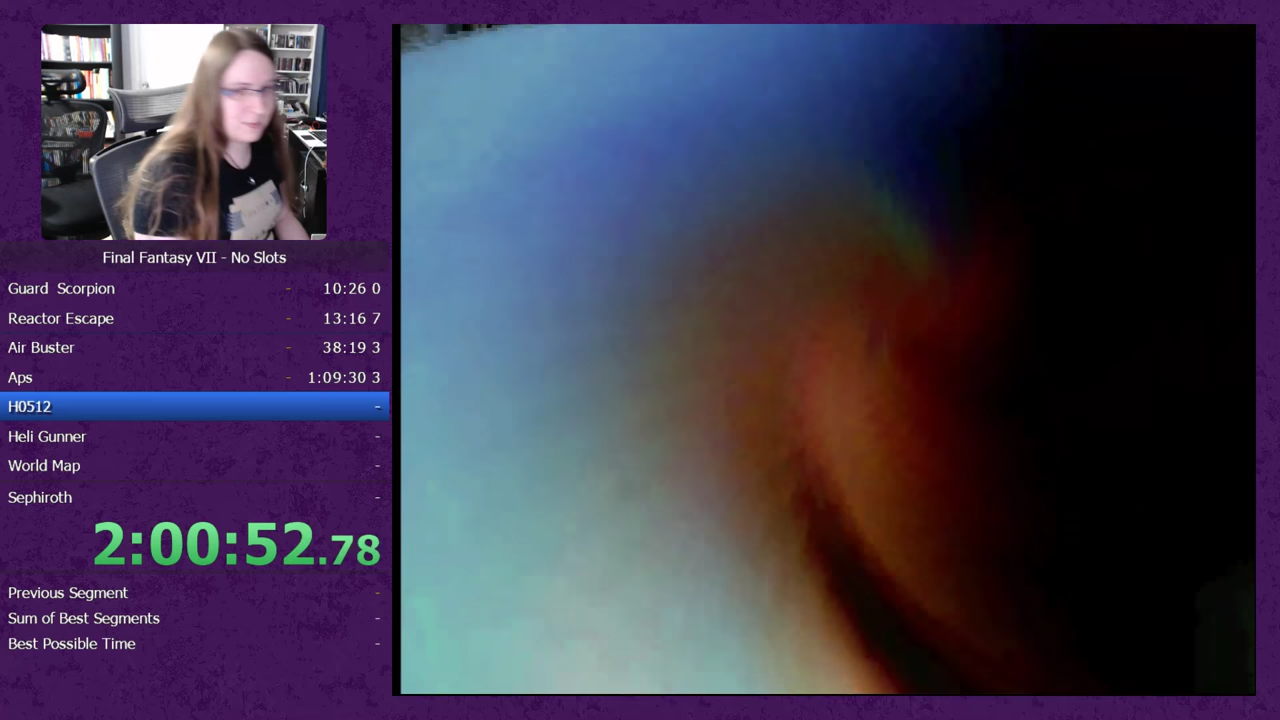 Final Fantasy VII - No Slots
Guard Scorpion - 10:26 0
Reactor Escape - 13:16 7
Air Buster - 38:19 3
Aps - 1:09:30 3
H0512 -
Heli Gunner -
World Map -
Sephiroth -
2:00:52.78
Previous Segment -
Sum of Best Segments -
Best Possible Time -